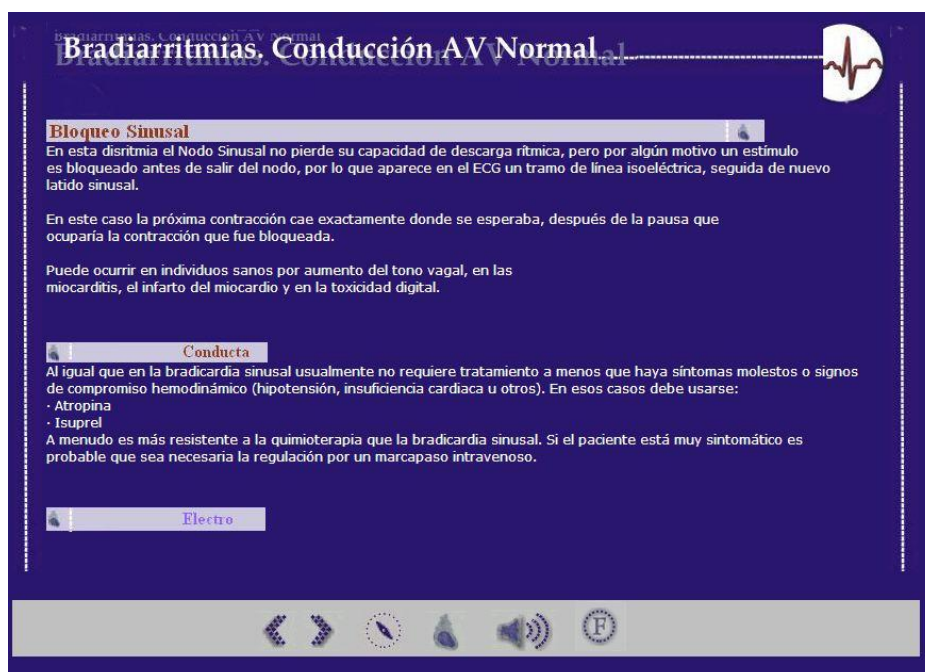 Bradiarritmias. Conducción AV Normal
Bloqueo Sinusal
En esta disritmia el Nodo Sinusal no pierde su capacidad de descarga rítmica, pero por algún motivo un estímulo
es bloqueado antes de salir del nodo, por lo que aparece en el ECG un tramo de línea isoeléctrica, seguida de nuevo
latido sinusal.
En este caso la próxima contracción cae exactamente donde se esperaba, después de la pausa que
ocuparía la contracción que fue bloqueada.
Puede ocurrir en individuos sanos por aumento del tono vagal, en las
miocarditis, el infarto del miocardio y en la toxicidad digital.
Conducta
Al igual que en la bradicardia sinusal usualmente no requiere tratamiento a menos que haya síntomas molestos o signos
de compromiso hemodinámico (hipotensión, insuficiencia cardiaca u otros). En esos casos debe usarse:
· Atropina
· Isuprel
A menudo es más resistente a la quimioterapia que la bradicardia sinusal. Si el paciente está muy sintomático es
probable que sea necesaria la regulación por un marcapaso intravenoso.
Electro
F